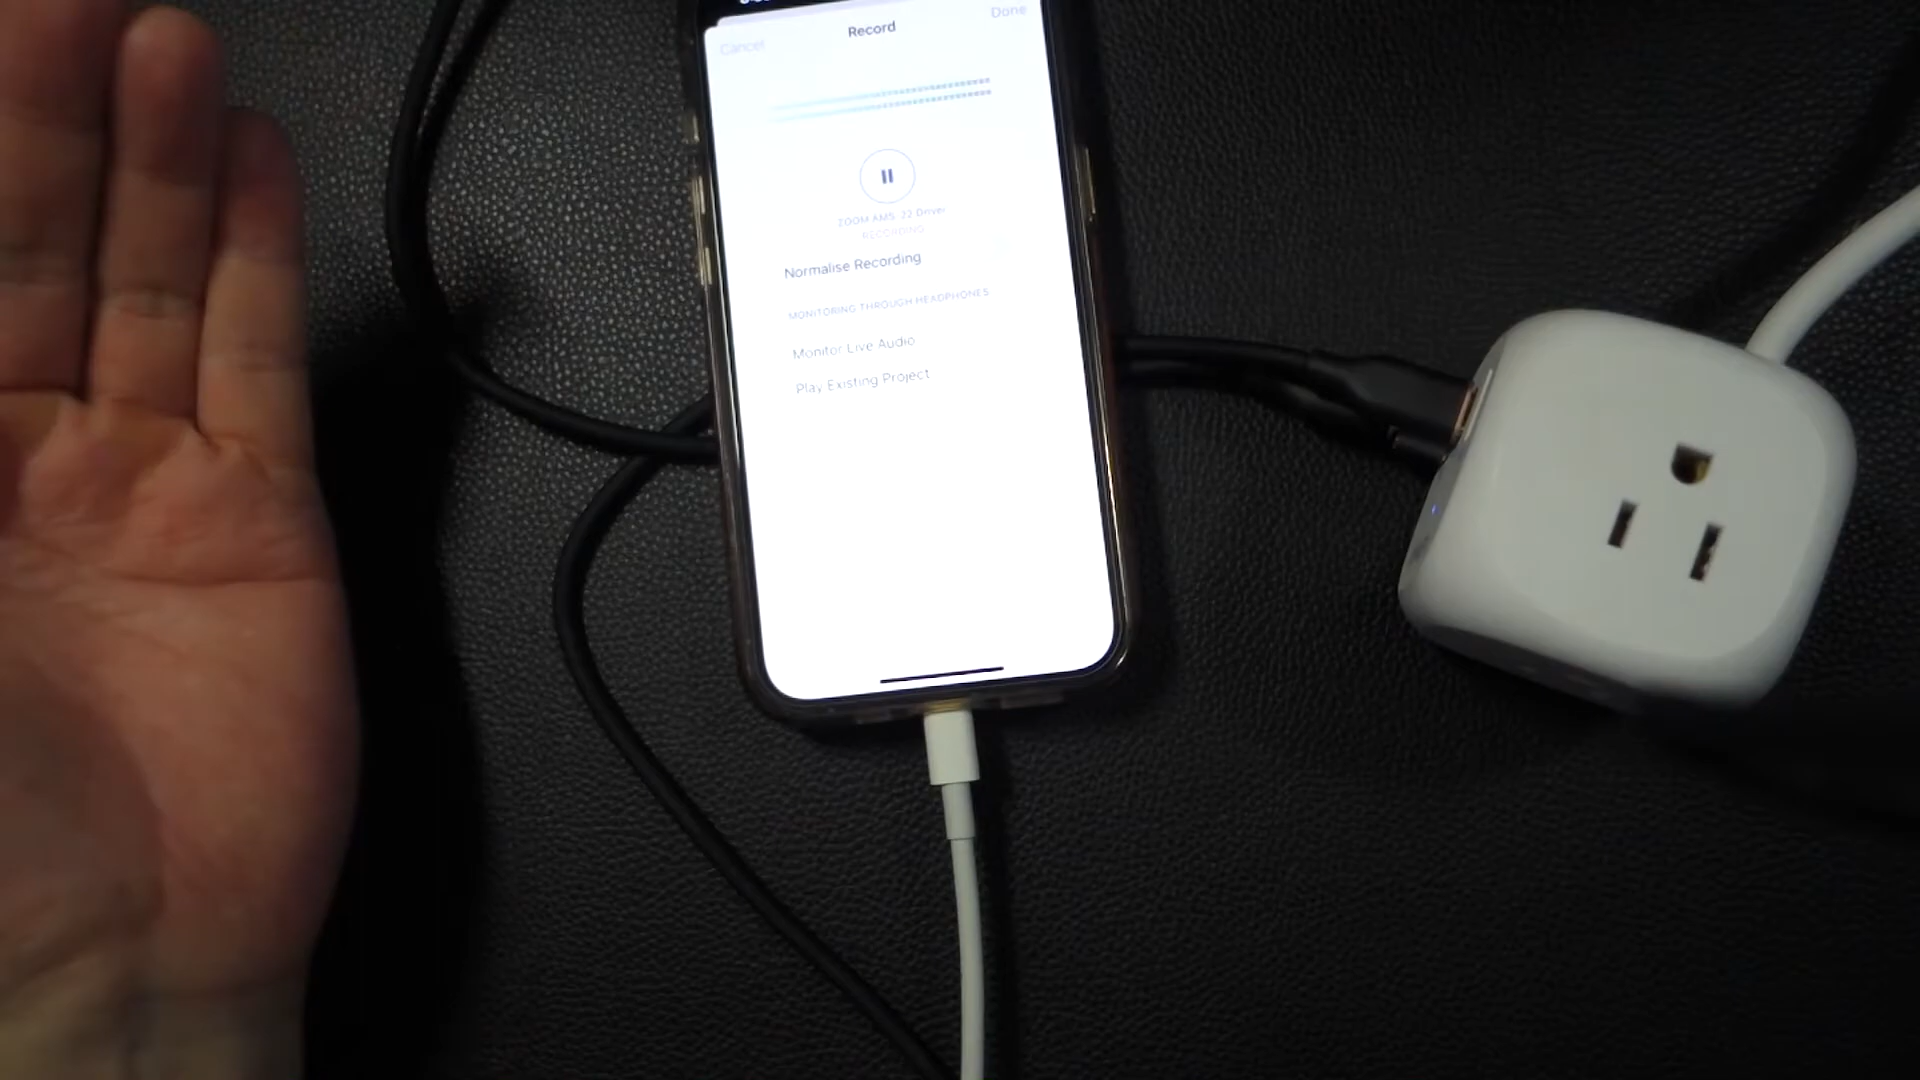 Cancel
Record
Done
ZOOM AMS-22 Driver
RECORDING
Normalise Recording
MONITORING THROUGH HEADPHONES
Monitor Live Audio
Play Existing Project